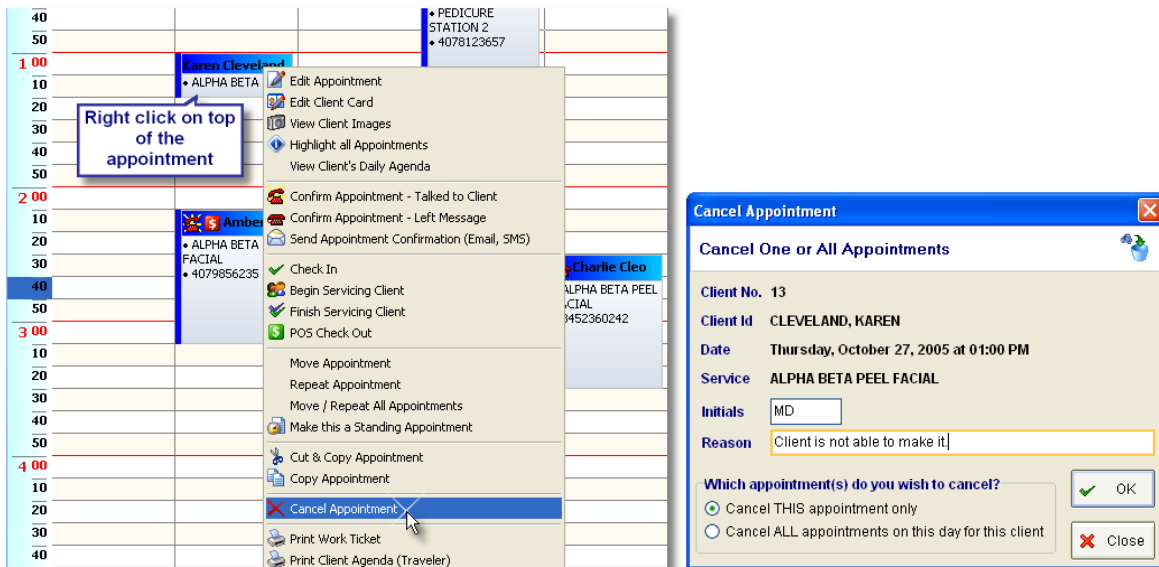 40
50
1 00
10
20
30
40
50
2 00
10
20
30
40
50
3 00
10
20
30
40
50
4 00
10
20
30
40
• PEDICURE
STATION 2
• 4078123657
Karen Cleveland
• ALPHA BETA
Right click on top
of the
appointment
Amber
• ALPHA BETA
FACIAL
• 4079856235
Charlie Cleo
ALPHA BETA PEEL
3452360242
Edit Appointment
Edit Client Card
View Client Images
Highlight all Appointments
View Client's Daily Agenda
Confirm Appointment - Talked to Client
Confirm Appointment - Left Message
Send Appointment Confirmation (Email, SMS)
Check In
Begin Servicing Client
Finish Servicing Client
POS Check Out
Move Appointment
Repeat Appointment
Move / Repeat All Appointments
Make this a Standing Appointment
Cut & Copy Appointment
Copy Appointment
Cancel Appointment
Print Work Ticket
Print Client Agenda (Traveler)
Cancel Appointment
Cancel One or All Appointments
Client No. 13
Client Id CLEVELAND, KAREN
Date Thursday, October 27, 2005 at 01:00 PM
Service ALPHA BETA PEEL FACIAL
Initials MD
Reason Client is not able to make it.
Which appointment(s) do you wish to cancel?
Cancel THIS appointment only
Cancel ALL appointments on this day for this client
OK
Close